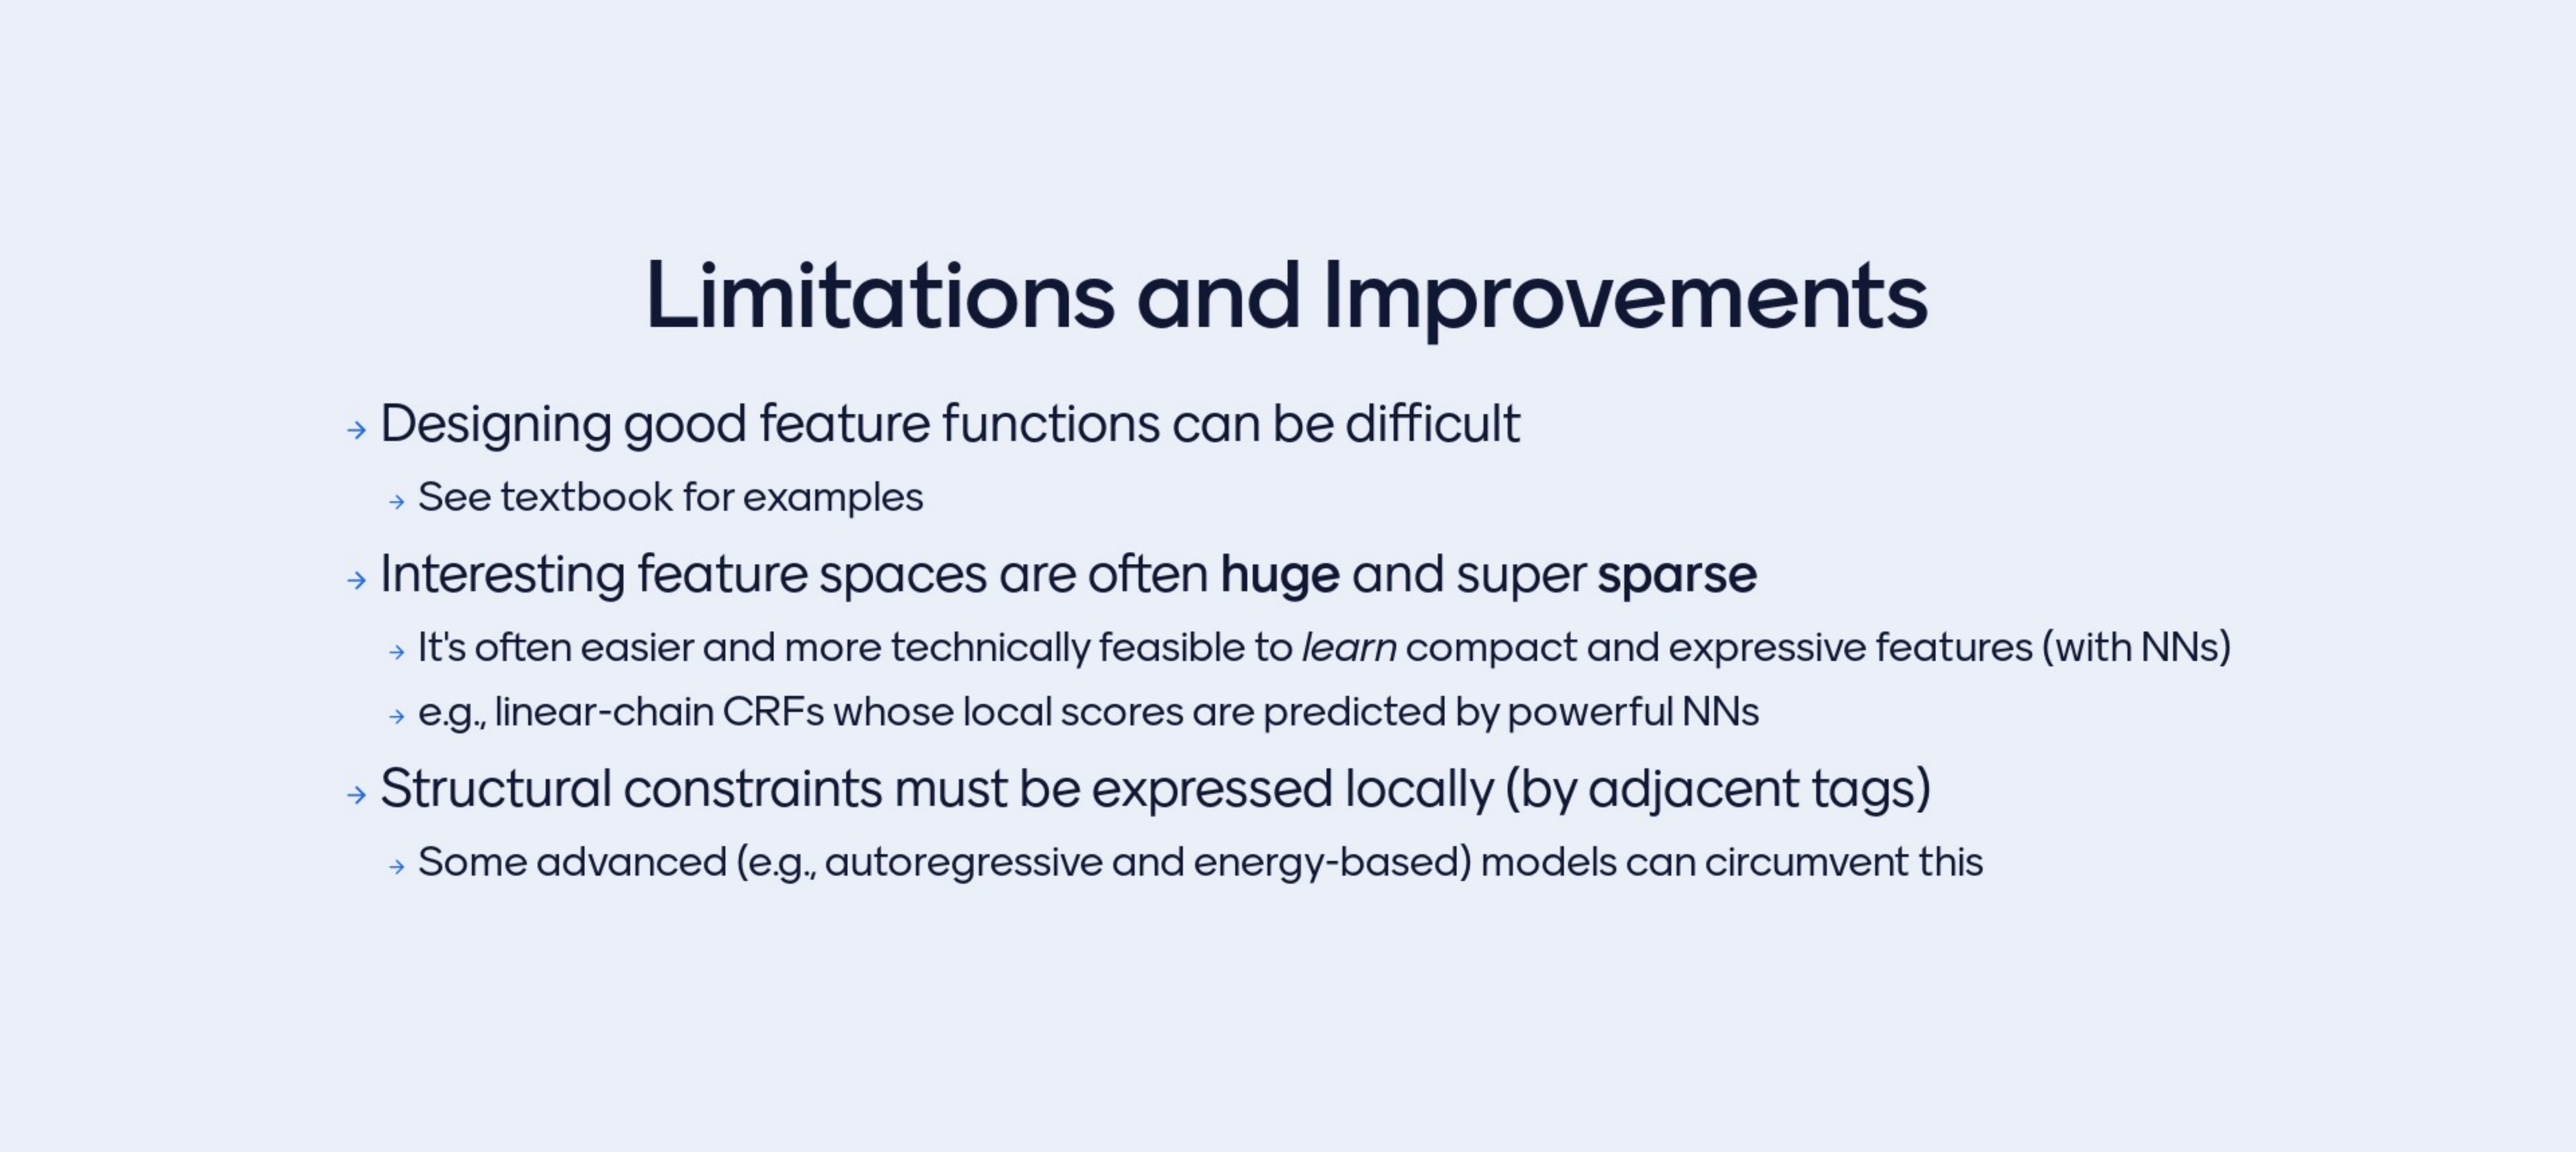 Limitations and Improvements
→ Designing good feature functions can be difficult
→ See textbook for examples
→ Interesting feature spaces are often huge and super sparse
→ It's often easier and more technically feasible to learn compact and expressive features (with NNs)
→ e.g., linear-chain CRFs whose local scores are predicted by powerful NNs
→ Structural constraints must be expressed locally (by adjacent tags)
→ Some advanced (e.g., autoregressive and energy-based) models can circumvent this